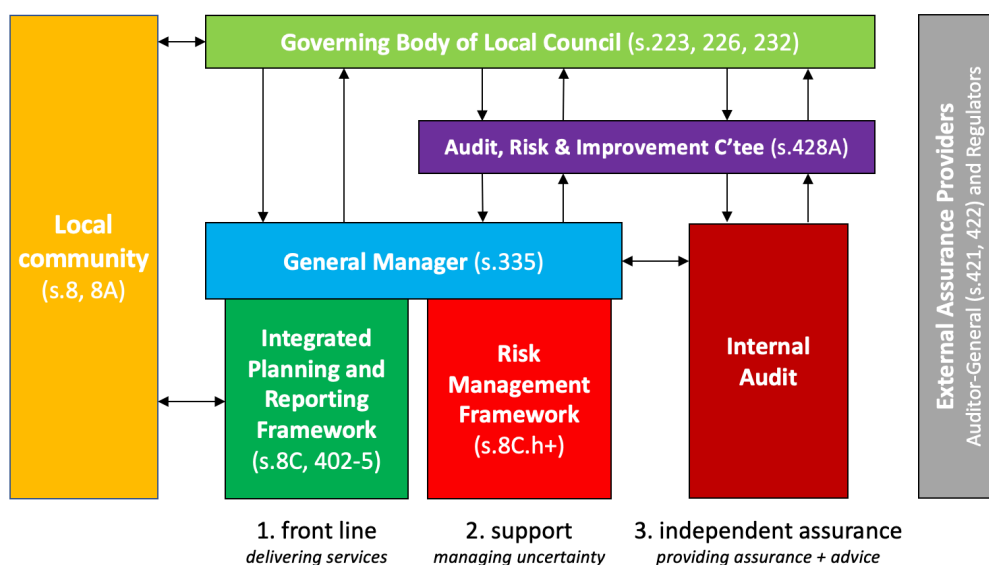 Governing Body of Local Council (s.223, 226, 232)
Audit, Risk & Improvement C'tee (s.428A)
Local
community
(s.8, 8A)
General Manager (s.335)
Integrated
Planning and
Reporting
Framework
(s.8C, 402-5)
Risk
Management
Framework
(s.8C.h+)
Internal
Audit
External Assurance Providers
Auditor-General (s.421, 422) and Regulators
1. front line
delivering services
2. support
managing uncertainty
3. independent assurance
providing assurance + advice